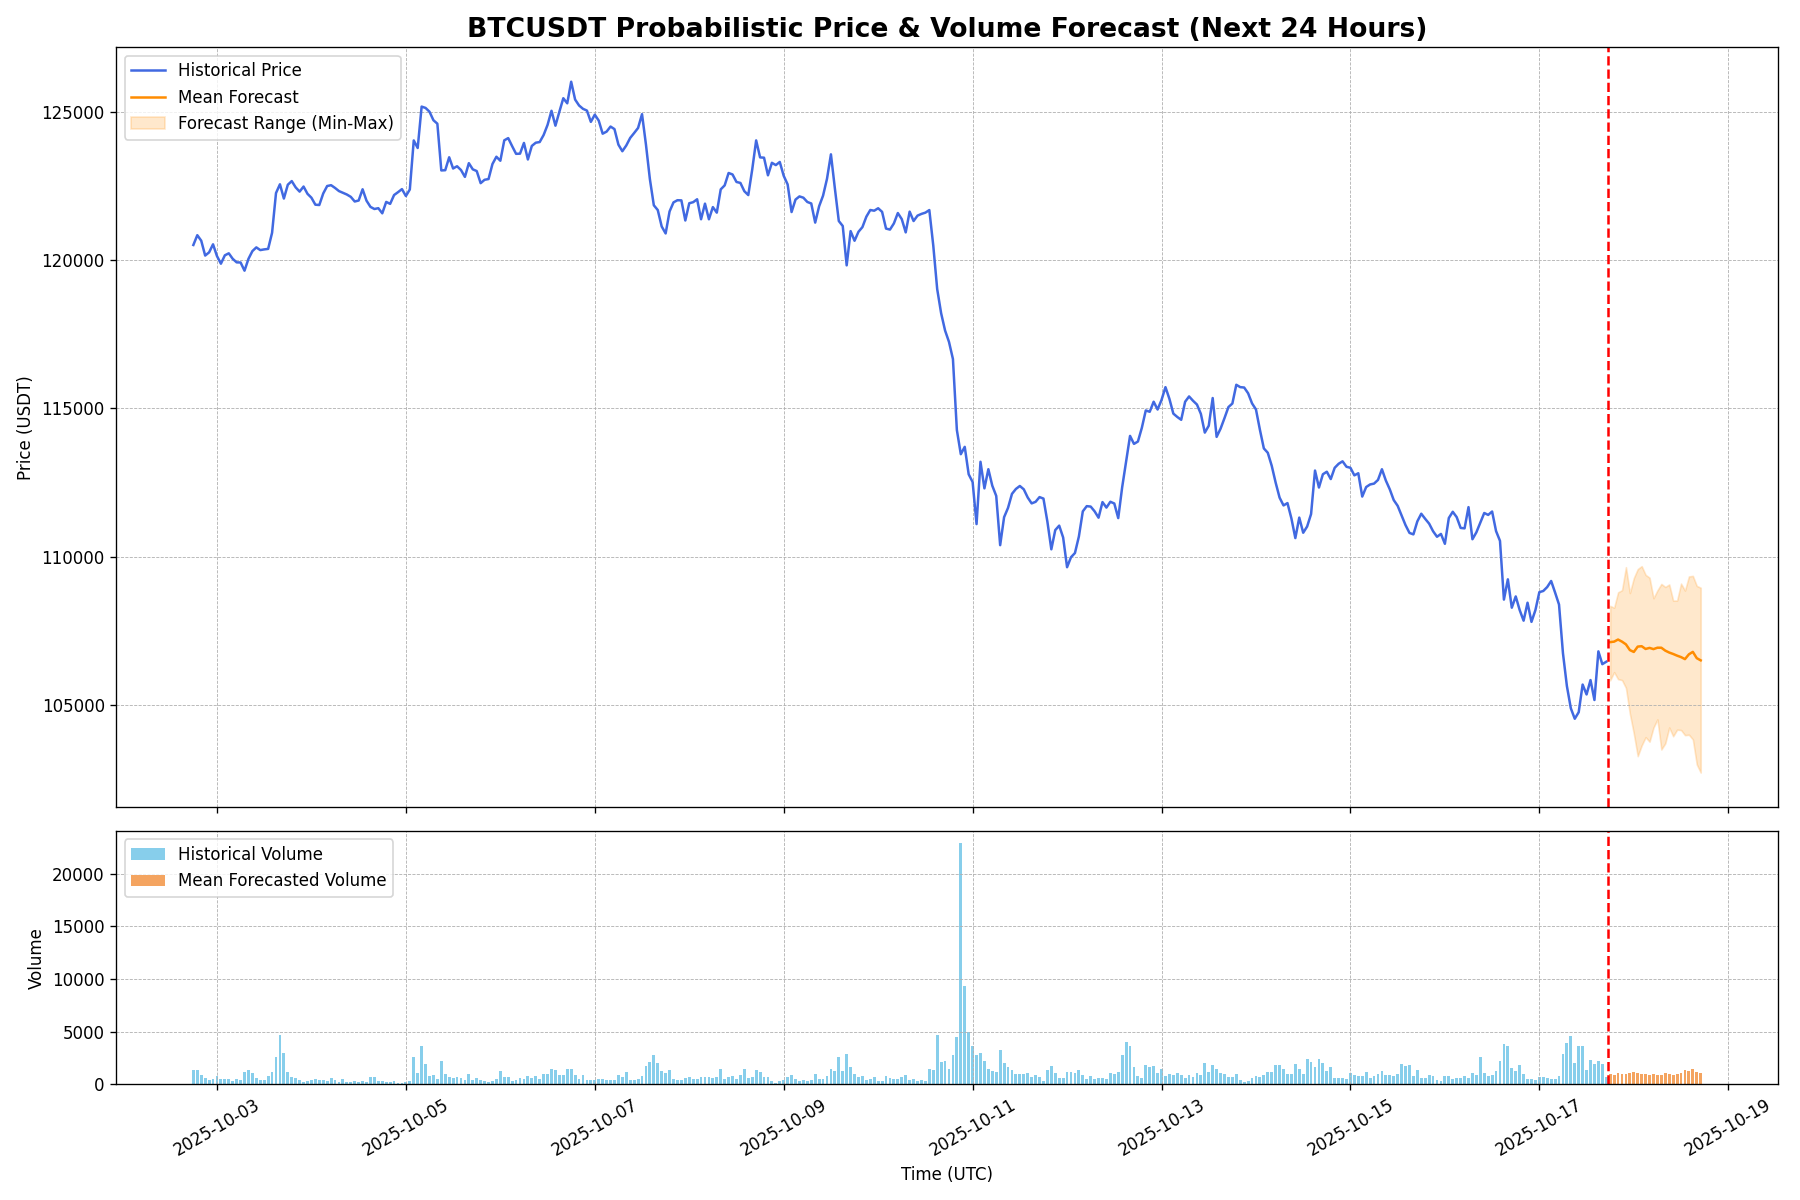 BTCUSDT Probabilistic Price & Volume Forecast (Next 24 Hours)
Historical Price
Mean Forecast
Forecast Range (Min-Max)
Price (USDT)
125000
120000
115000
110000
105000
Historical Volume
Mean Forecasted Volume
Volume
20000
15000
10000
5000
0
2025-10-03
2025-10-05
2025-10-07
2025-10-09
2025-10-11
2025-10-13
2025-10-15
2025-10-17
2025-10-19
Time (UTC)